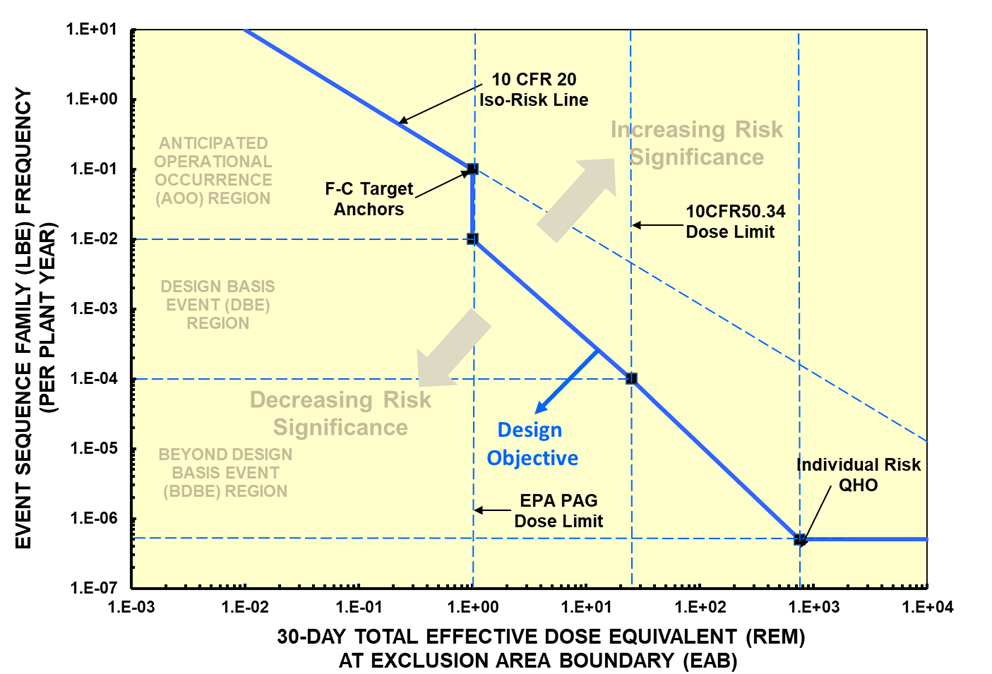 EVENT SEQUENCE FAMILY (LBE) FREQUENCY
(PER PLANT YEAR)
1.E+01
1.E+00
1.E-01
1.E-02
1.E-03
1.E-04
1.E-05
1.E-06
1.E-07
10 CFR 20
Iso-Risk Line
Increasing Risk
Significance
ANTICIPATED
OPERATIONAL
OCCURRENCE
(AOO) REGION
F-C Target
Anchors
10CFR50.34
Dose Limit
DESIGN BASIS
EVENT (DBE)
REGION
Decreasing Risk
Significance
Design
Objective
BEYOND DESIGN
BASIS EVENT
(BDBE) REGION
Individual Risk
QHO
EPA PAG
Dose Limit
1.E-03
1.E-02
1.E-01
1.E+00
1.E+01
1.E+02
1.E+03
1.E+04
30-DAY TOTAL EFFECTIVE DOSE EQUIVALENT (REM)
AT EXCLUSION AREA BOUNDARY (EAB)